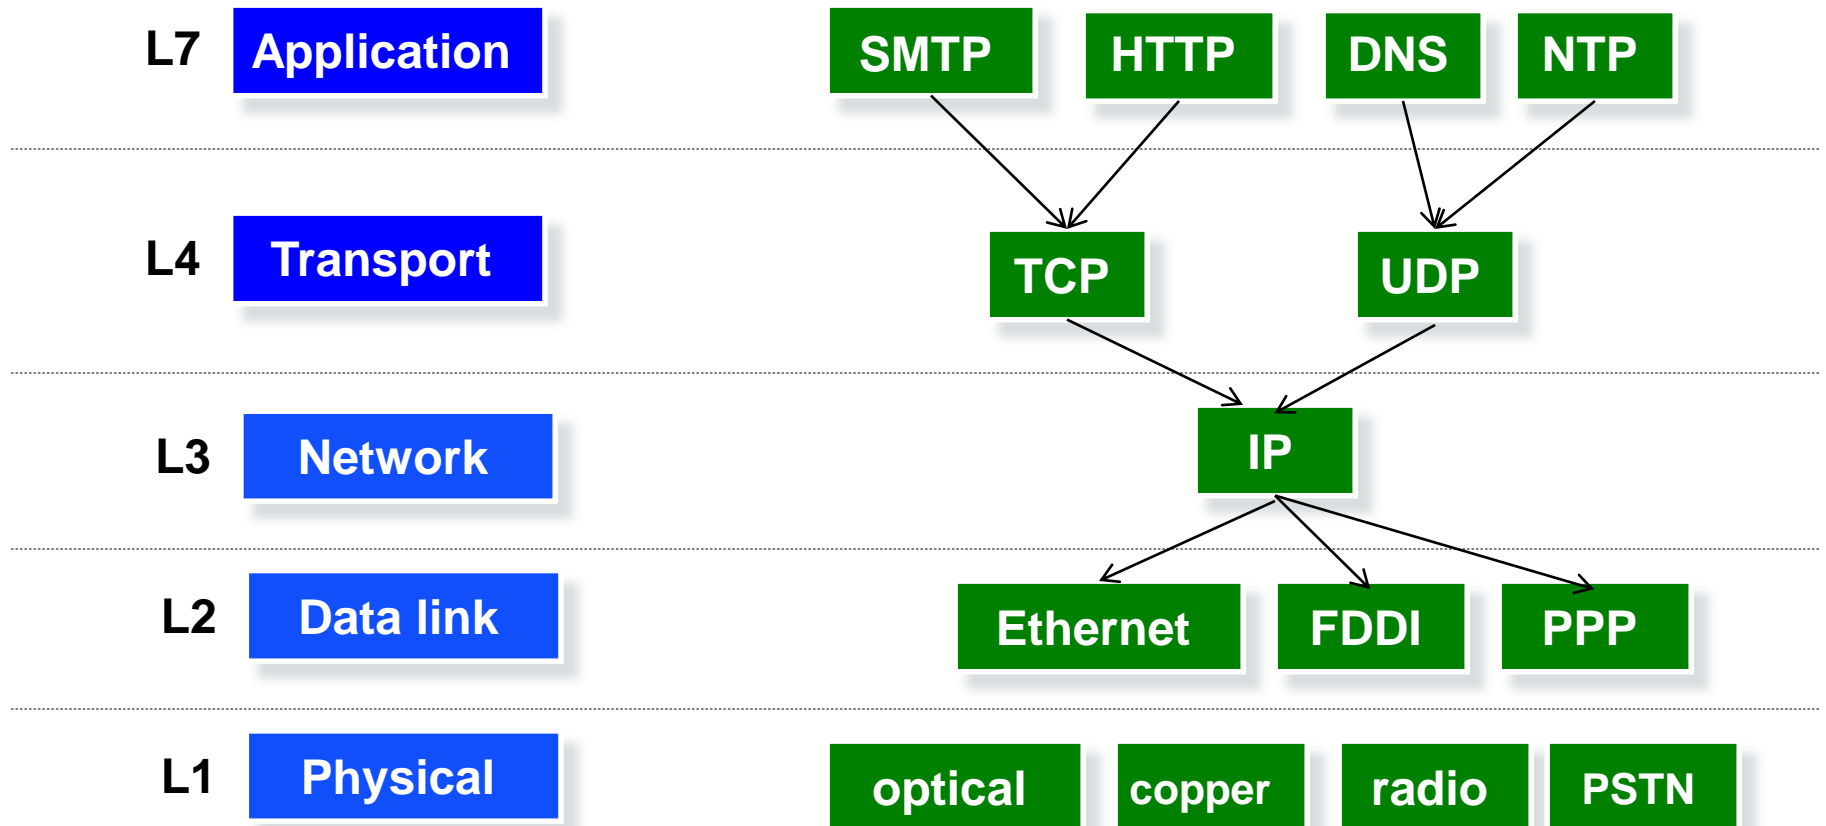 L7 Application SMTP HTTP DNS NTP
L4 Transport TCP UDP
L3 Network IP
L2 Data link Ethernet FDDI PPP
L1 Physical optical copper radio PSTN